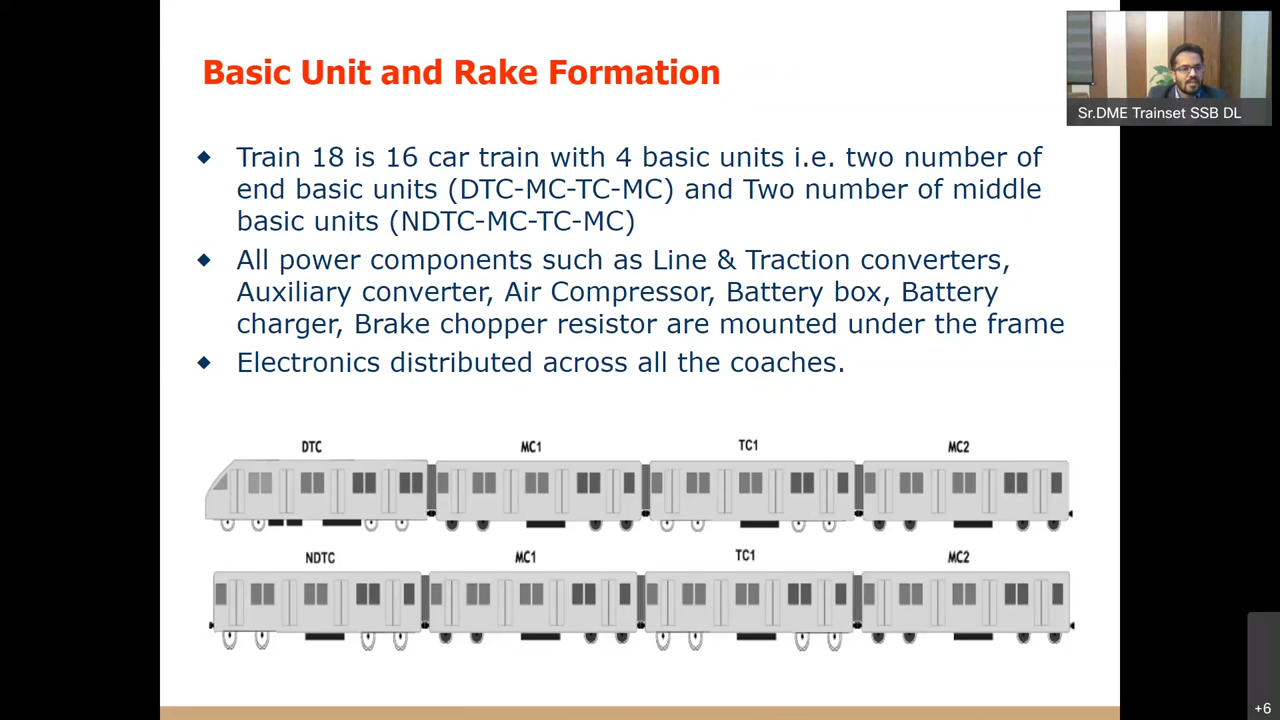 Basic Unit and Rake Formation
Sr.DME Trainset SSB DL
Train 18 is 16 car train with 4 basic units i.e. two number of
end basic units (DTC-MC-TC-MC) and Two number of middle
basic units (NDTC-MC-TC-MC)
All power components such as Line & Traction converters,
Auxiliary converter, Air Compressor, Battery box, Battery
charger, Brake chopper resistor are mounted under the frame
Electronics distributed across all the coaches.
DTC MC1 TC1 MC2
NDTC MC1 TC1 MC2
+6